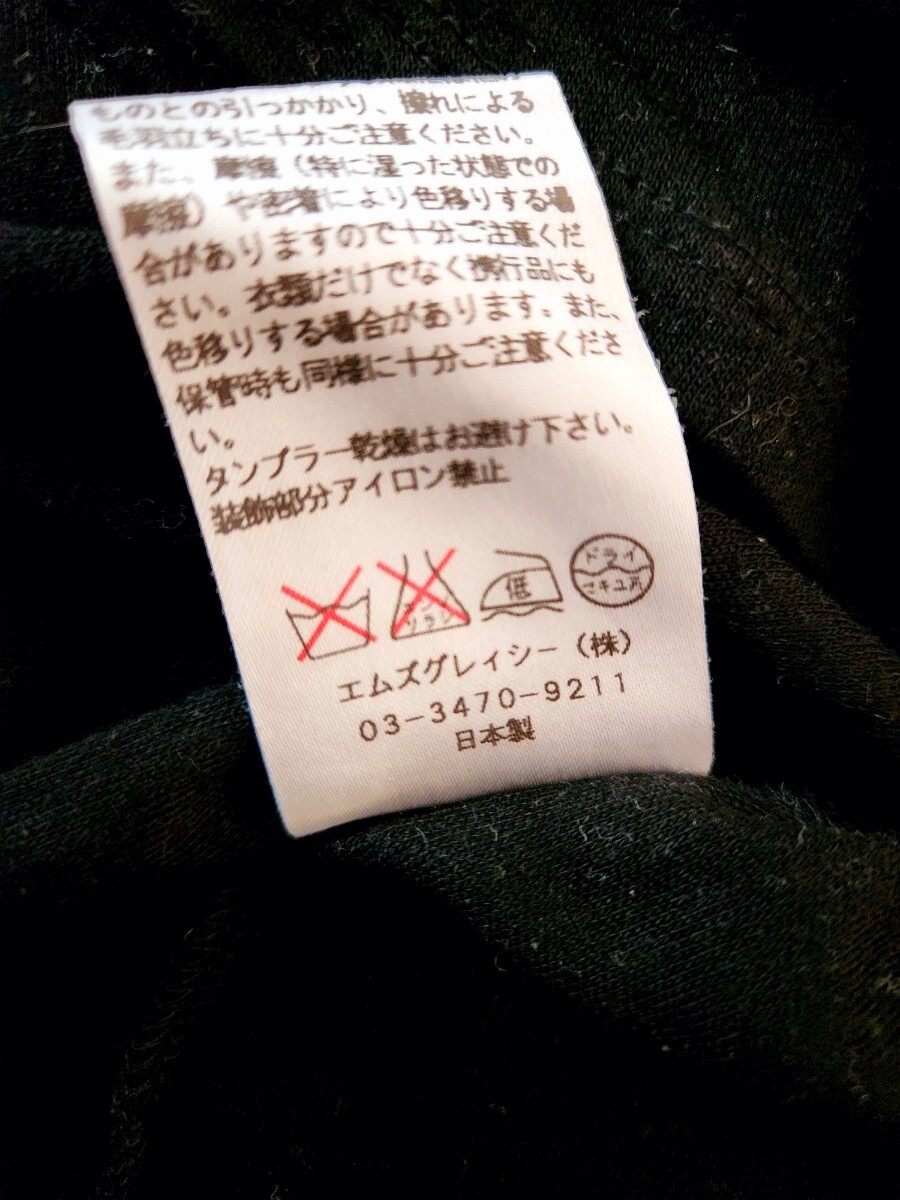 ものとの引っかかり、擦れによる
毛羽立ちに十分ご注意ください。
また、摩擦（特に湿った状態での
摩擦）や密着により色移りする場
合がありますので十分ご注意くだ
さい。衣類だけでなく携行品にも
色移りする場合があります。また、
保管時も同様に十分ご注意くださ
い。
タンブラー乾燥はお避け下さい。
装飾部分アイロン禁止
エンソ
サラシ
低
ドライ
セキユ系
エムズグレイシー（株）
03-3470-9211
日本製